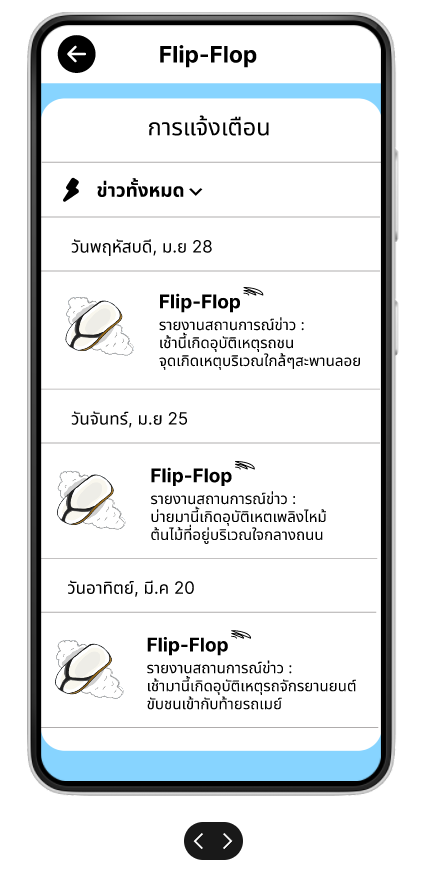 Flip-Flop
การแจ้งเตือน
ข่าวทั้งหมด
วันพฤหัสบดี, ม.ย 28
Flip-Flop
รายงานสถานการณ์ข่าว :
เช้านี้เกิดอุบัติเหตุรถชน
จุดเกิดเหตุบริเวณใกล้ๆสะพานลอย
วันจันทร์, ม.ย 25
Flip-Flop
รายงานสถานการณ์ข่าว :
บ่ายมานี้เกิดอุบัติเหตเพลิงไหม้
ต้นไม้ที่อยู่บริเวณใจกลางถนน
วันอาทิตย์, มี.ค 20
Flip-Flop
รายงานสถานการณ์ข่าว :
เช้ามานี้เกิดอุบัติเหตุรถจักรยานยนต์
ขับชนเข้ากับท้ายรถเมย์